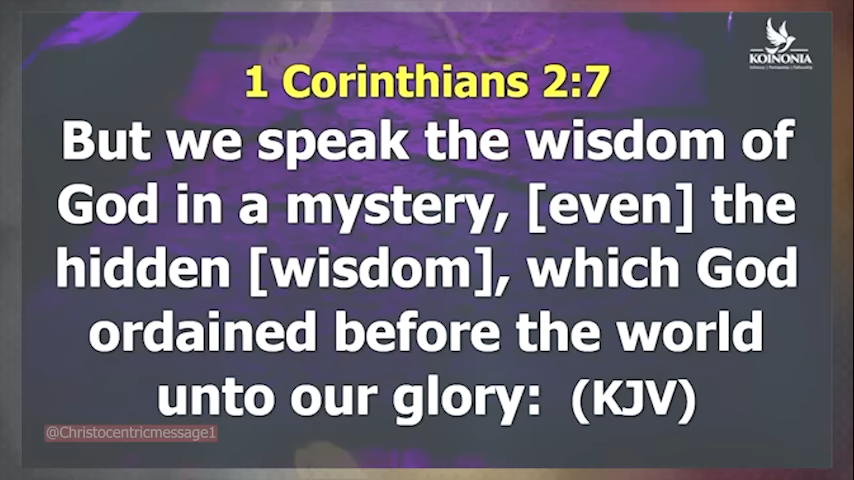 KOINONIA
1 Corinthians 2:7
But we speak the wisdom of
God in a mystery, [even] the
hidden [wisdom], which God
ordained before the world
unto our glory: (KJV)
@Christocentricmessage1